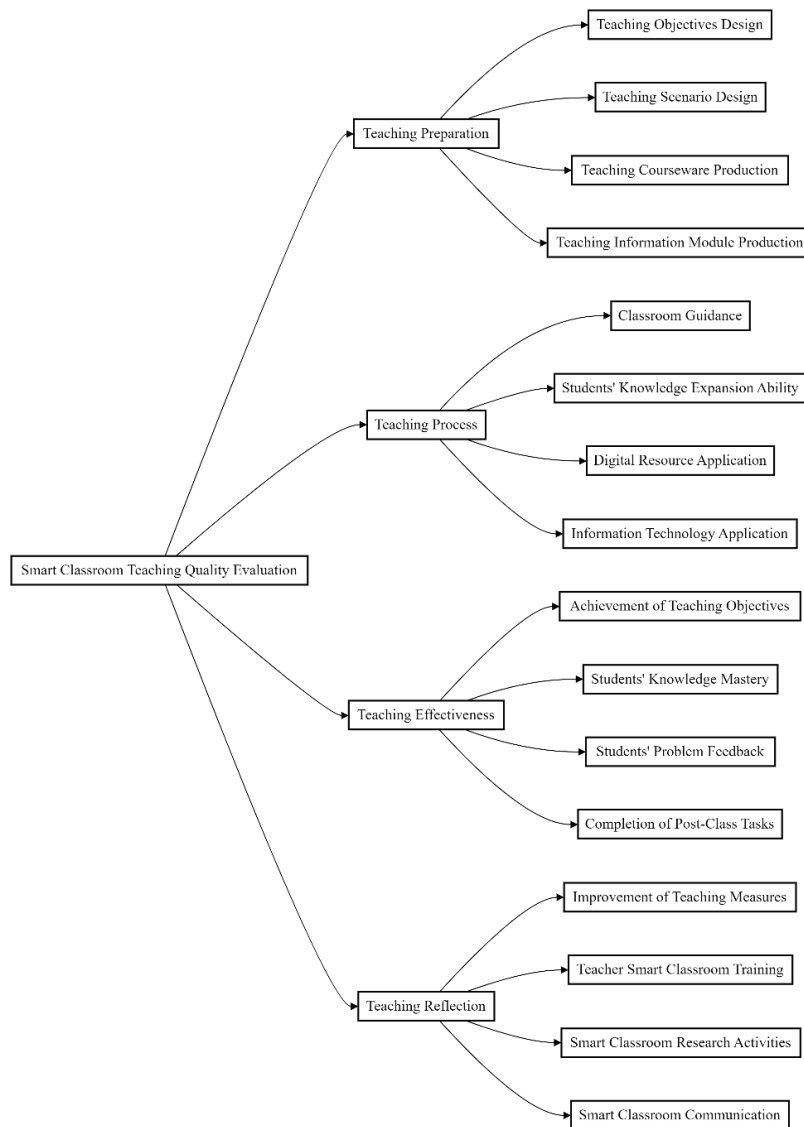 Smart Classroom Teaching Quality Evaluation
Teaching Preparation
Teaching Objectives Design
Teaching Scenario Design
Teaching Courseware Production
Teaching Information Module Production
Teaching Process
Classroom Guidance
Students' Knowledge Expansion Ability
Digital Resource Application
Information Technology Application
Teaching Effectiveness
Achievement of Teaching Objectives
Students' Knowledge Mastery
Students' Problem Feedback
Completion of Post-Class Tasks
Teaching Reflection
Improvement of Teaching Measures
Teacher Smart Classroom Training
Smart Classroom Research Activities
Smart Classroom Communication